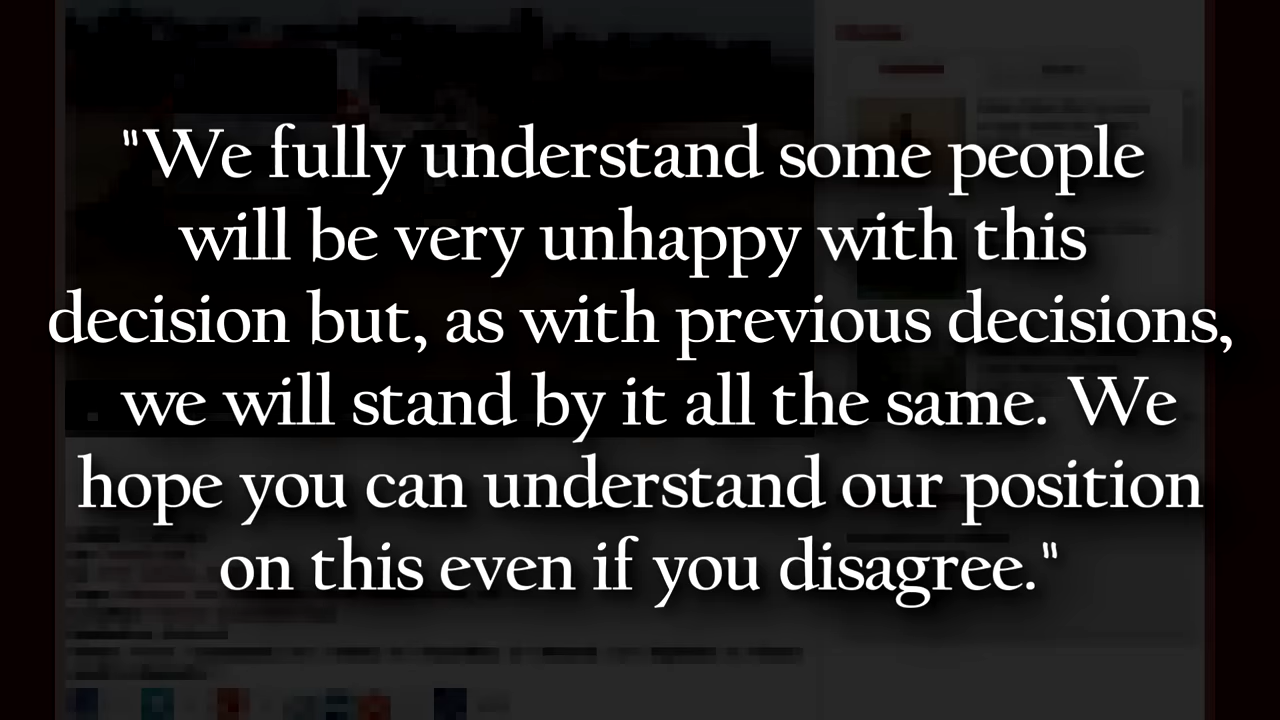 "We fully understand some people
will be very unhappy with this
decision but, as with previous decisions,
we will stand by it all the same. We
hope you can understand our position
on this even if you disagree."